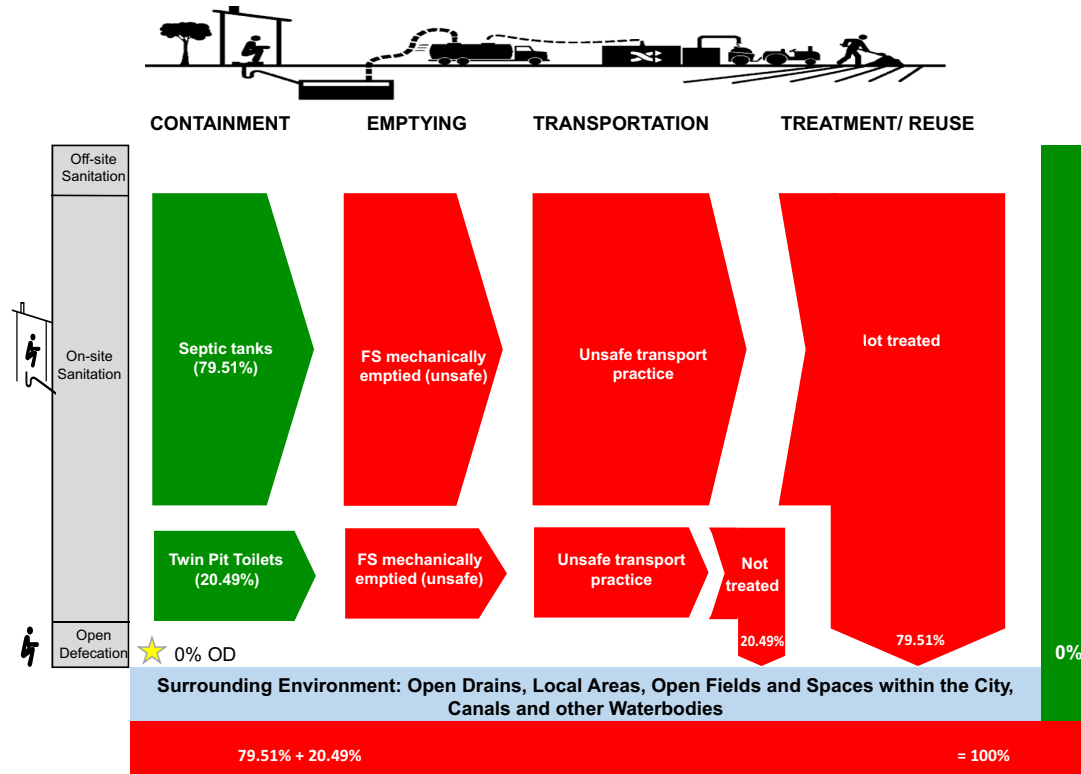 CONTAINMENT
EMPTYING
TRANSPORTATION
TREATMENT/ REUSE
Off-site
Sanitation
On-site
Sanitation
Open
Defecation
Septic tanks
(79.51%)
FS mechanically
emptied (unsafe)
Unsafe transport
practice
lot treated
Twin Pit Toilets
(20.49%)
FS mechanically
emptied (unsafe)
Unsafe transport
practice
Not
treated
20.49%
79.51%
0% OD
0%
Surrounding Environment: Open Drains, Local Areas, Open Fields and Spaces within the City,
Canals and other Waterbodies
79.51% + 20.49%
= 100%